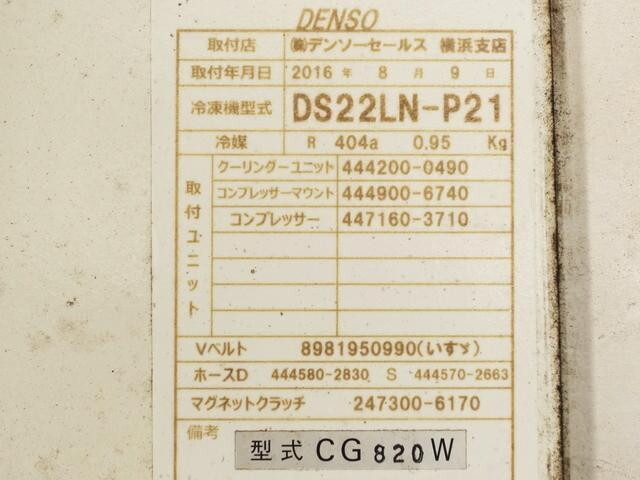 DENSO
取付店 ㈱デンソーセールス 横浜支店
取付年月日 2016 年 8 月 9 日
冷凍機型式 DS22LN-P21
冷媒 R 404a 0.95 Kg
取付ユニット
クーリングーユニット 444200-0490
コンプレッサーマウント 444900-6740
コンプレッサー 447160-3710
Vベルト 8981950990(いすゞ)
ホースD 444580-2830 S 444570-2663
マグネットクラッチ 247300-6170
備考
型式 CG820W